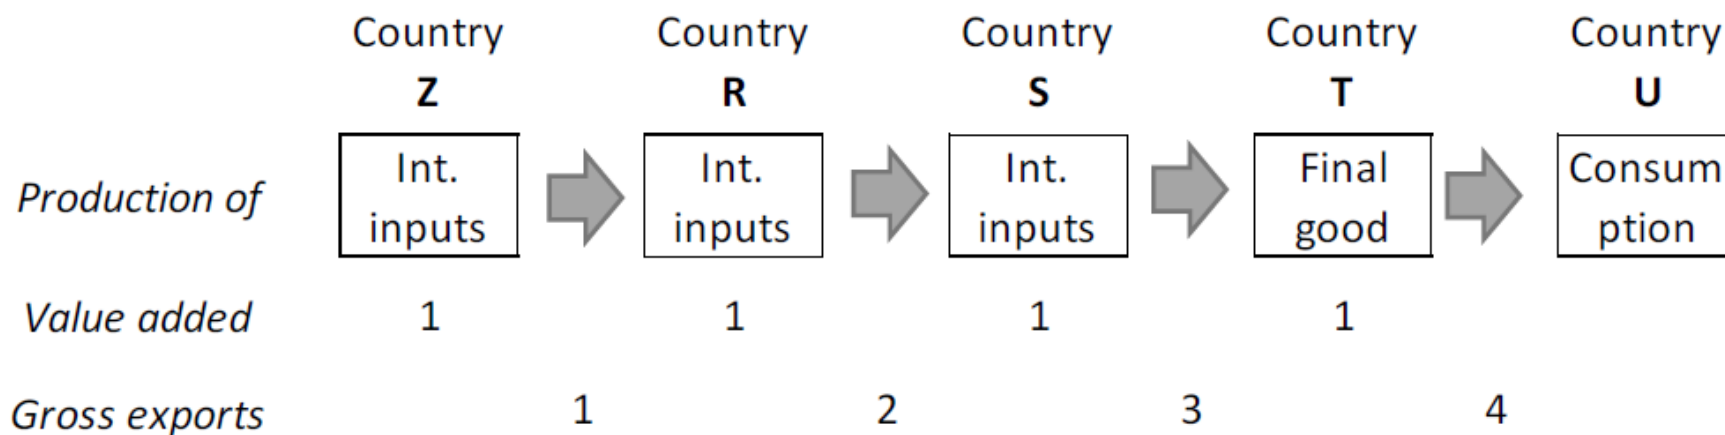 Country Country Country Country Country
Z R S T U
Int. Int. Int. Final Consum
Production of
inputs inputs inputs good ption
Value added 1 1 1 1
Gross exports 1 2 3 4